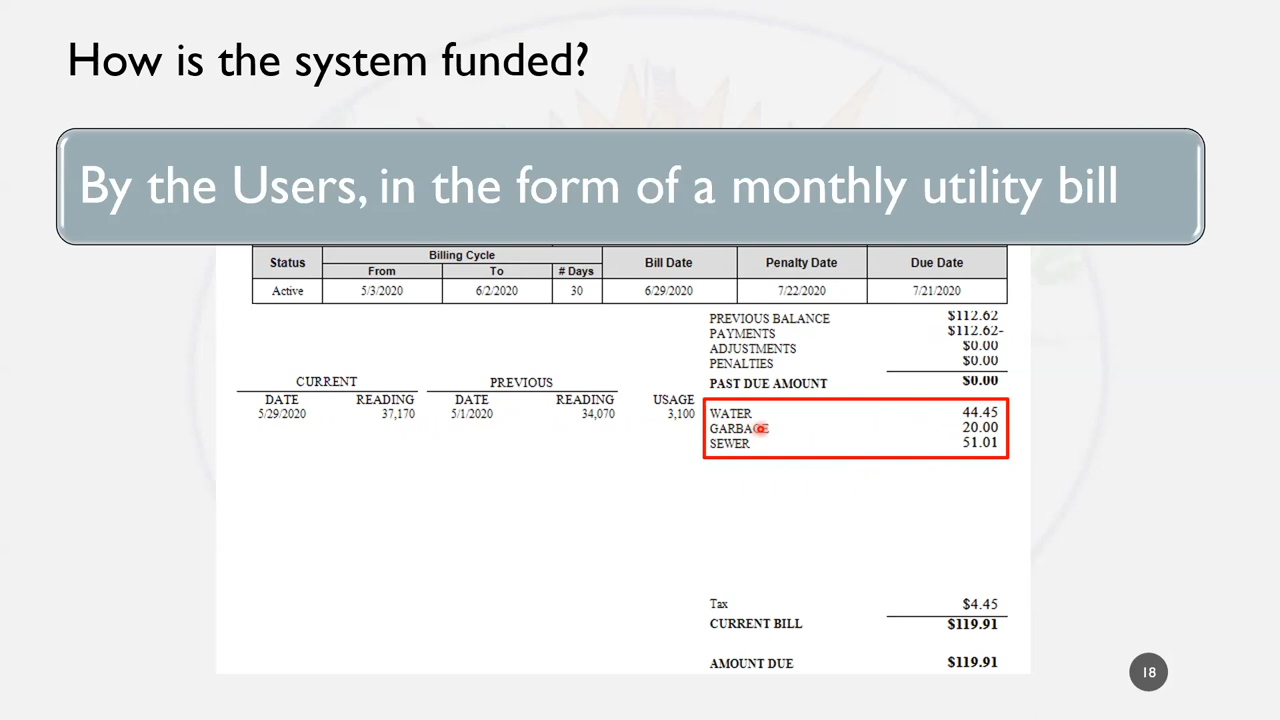 How is the system funded?
By the Users, in the form of a monthly utility bill
Status Billing Cycle Bill Date Penalty Date Due Date
From To # Days
Active 5/3/2020 6/2/2020 30 6/29/2020 7/22/2020 7/21/2020
PREVIOUS BALANCE $112.62
PAYMENTS $112.62-
ADJUSTMENTS $0.00
PENALTIES $0.00
PAST DUE AMOUNT $0.00
CURRENT PREVIOUS
DATE READING DATE READING USAGE
5/29/2020 37,170 5/1/2020 34,070 3,100
WATER 44.45
GARBAGE 20.00
SEWER 51.01
Tax $4.45
CURRENT BILL $119.91
AMOUNT DUE $119.91
18